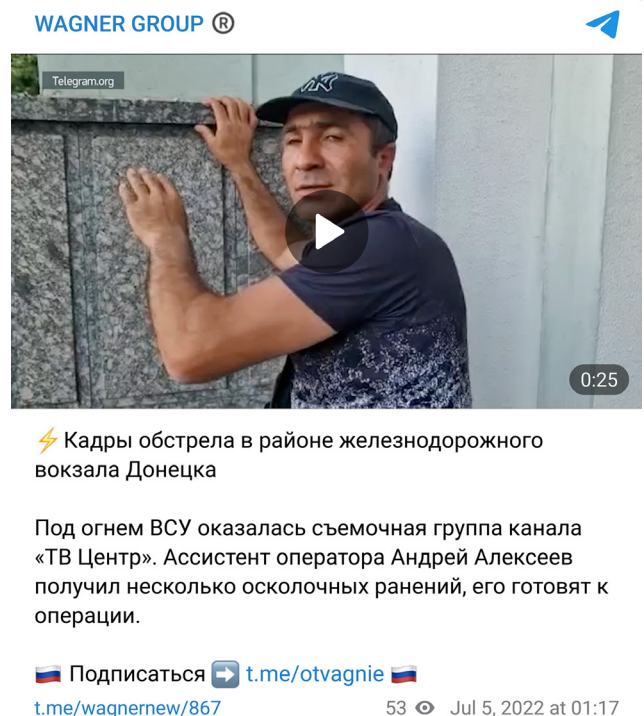 WAGNER GROUP ®
Telegram.org
0:25
⚡Кадры обстрела в районе железнодорожного
вокзала Донецка
Под огнем ВСУ оказалась съемочная группа канала
«ТВ Центр». Ассистент оператора Андрей Алексеев
получил несколько осколочных ранений, его готовят к
операции.
🇷🇺 Подписаться ➡️ t.me/otvagnie 🇷🇺
t.me/wagnernew/867 53 Jul 5, 2022 at 01:17